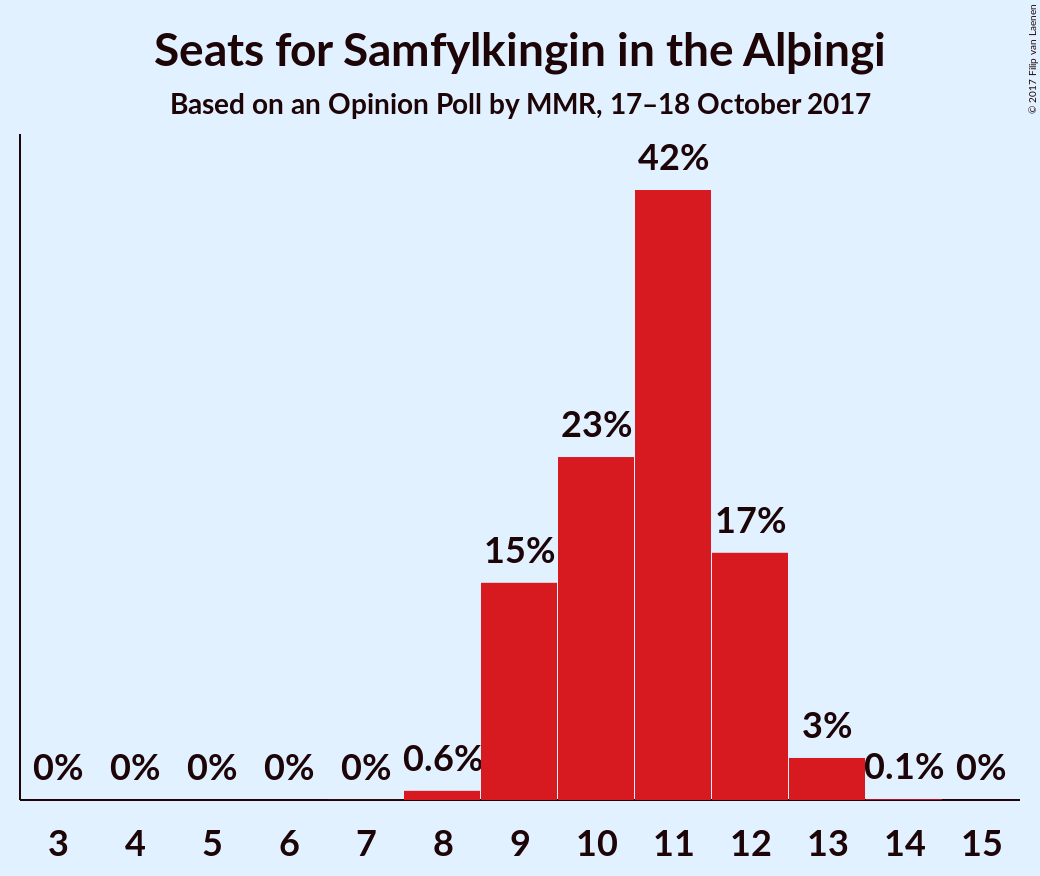 Seats for Samfylkingin in the Alþingi
Based on an Opinion Poll by MMR, 17–18 October 2017
© 2017 Filip van Laenen
42%
23%
17%
15%
3%
0% 0% 0% 0% 0% 0.6% 0.1% 0%
3 4 5 6 7 8 9 10 11 12 13 14 15